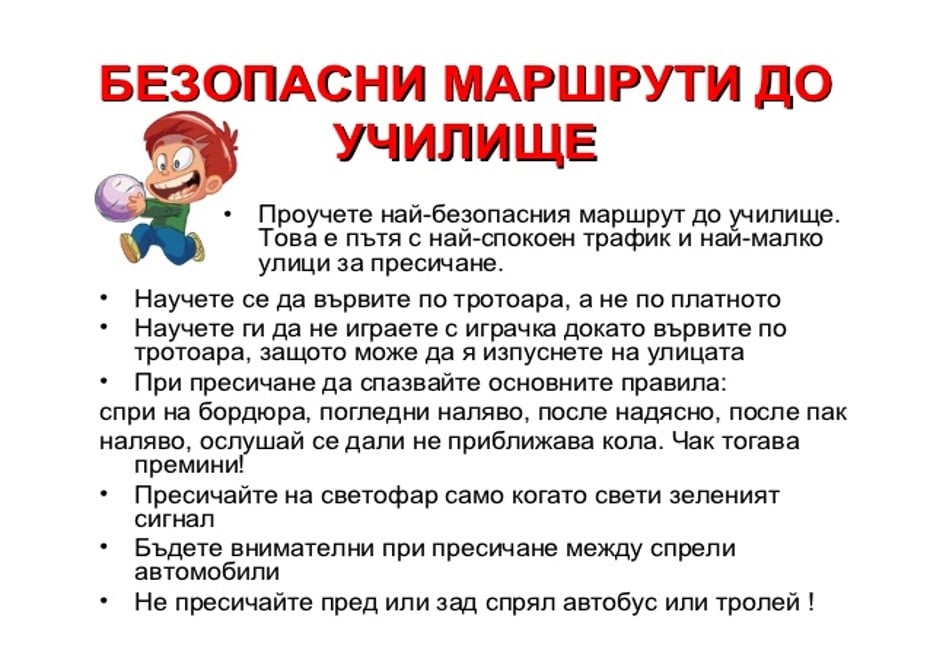 БЕЗОПАСНИ МАРШРУТИ ДО
УЧИЛИЩЕ
• Проучете най-безопасния маршрут до училище.
Това е пътя с най-спокоен трафик и най-малко
улици за пресичане.
• Научете се да вървите по тротоара, а не по платното
• Научете ги да не играете с играчка докато вървите по
тротоара, защото може да я изпуснете на улицата
• При пресичане да спазвайте основните правила:
спри на бордюра, погледни наляво, после надясно, после пак
наляво, ослушай се дали не приближава кола. Чак тогава
премини!
• Пресичайте на светофар само когато свети зеленият
сигнал
• Бъдете внимателни при пресичане между спрели
автомобили
• Не пресичайте пред или зад спрял автобус или тролей !